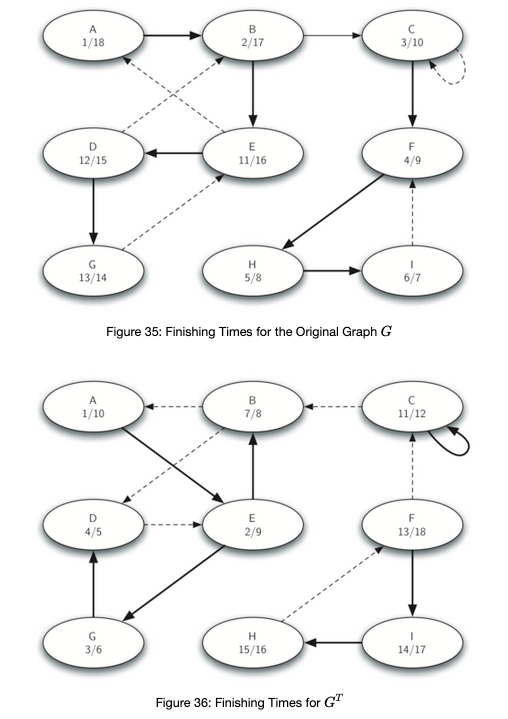 A
1/18
B
2/17
C
3/10
D
12/15
E
11/16
F
4/9
G
13/14
H
5/8
I
6/7
Figure 35: Finishing Times for the Original Graph G
A
1/10
B
7/8
C
11/12
D
4/5
E
2/9
F
13/18
G
3/6
H
15/16
I
14/17
Figure 36: Finishing Times for G^T